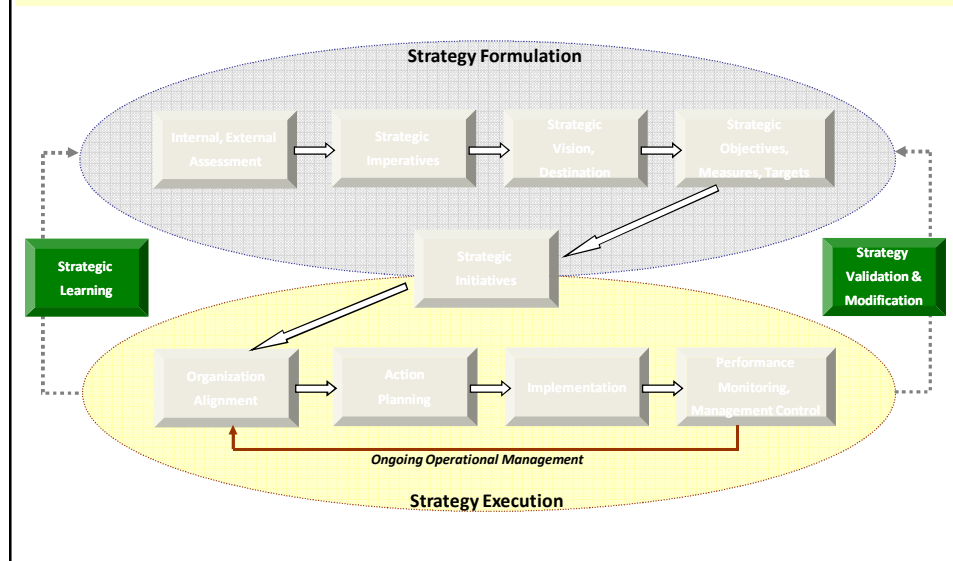 Strategy Formulation
Internal, External
Assessment
Strategic
Imperatives
Strategic
Vision,
Destination
Strategic
Objectives,
Measures, Targets
Strategic
Learning
Strategic
Initiatives
Strategy
Validation &
Modification
Organization
Alignment
Action
Planning
Implementation
Performance
Monitoring,
Management Control
Ongoing Operational Management
Strategy Execution